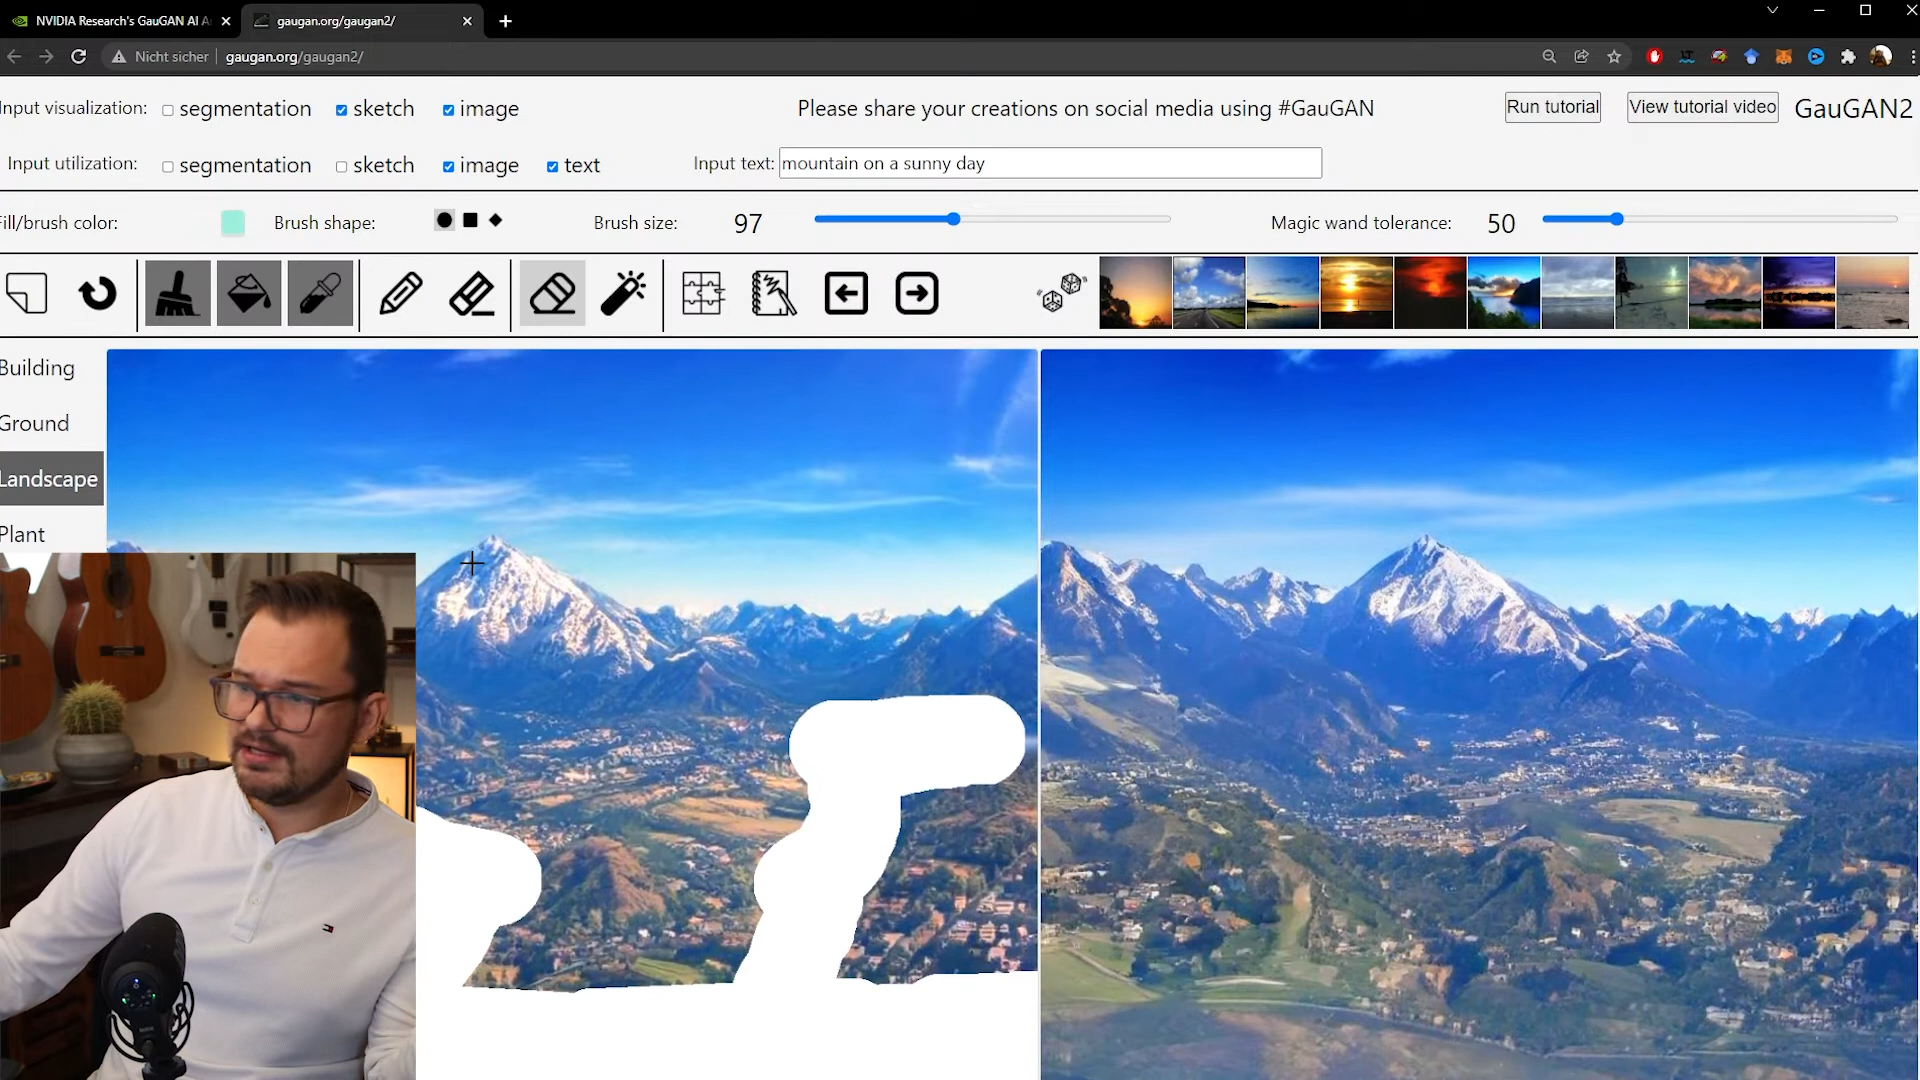 NVIDIA Research's GauGAN AI A
gaugan.org/gaugan2/
Nicht sicher
gaugan.org/gaugan2/
nput visualization:
segmentation
sketch
image
Please share your creations on social media using #GauGAN
Run tutorial
View tutorial video
GauGAN2
Input utilization:
segmentation
sketch
image
text
Input text:
mountain on a sunny day
Fill/brush color:
Brush shape:
Brush size:
97
Magic wand tolerance:
50
Building
Ground
Landscape
Plant